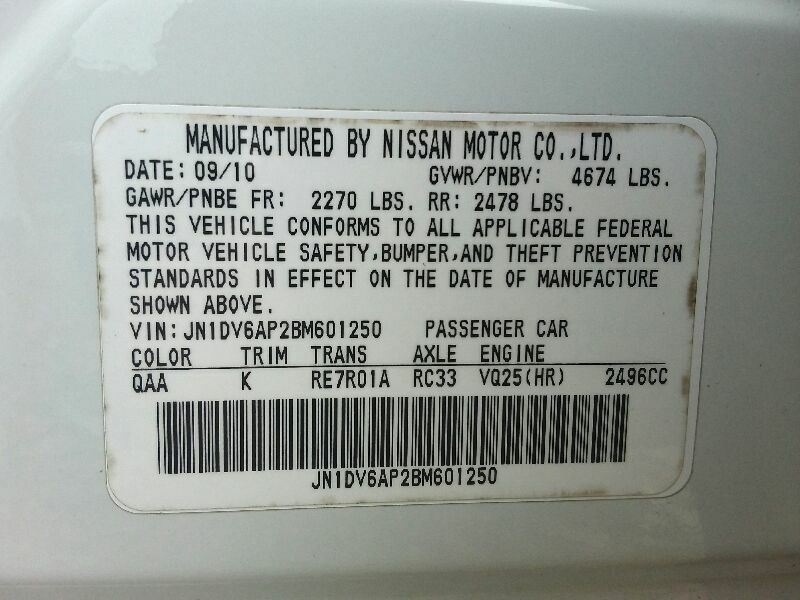 MANUFACTURED BY NISSAN MOTOR CO.,LTD.
DATE: 09/10 GVWR/PNBV: 4674 LBS.
GAWR/PNBE FR: 2270 LBS. RR: 2478 LBS.
THIS VEHICLE CONFORMS TO ALL APPLICABLE FEDERAL
MOTOR VEHICLE SAFETY,BUMPER,AND THEFT PREVENTION
STANDARDS IN EFFECT ON THE DATE OF MANUFACTURE
SHOWN ABOVE.
VIN:JN1DV6AP2BM601250 PASSENGER CAR
COLOR TRIM TRANS AXLE ENGINE
QAA K RE7R01A RC33 VQ25(HR) 2496CC
JN1DV6AP2BM601250